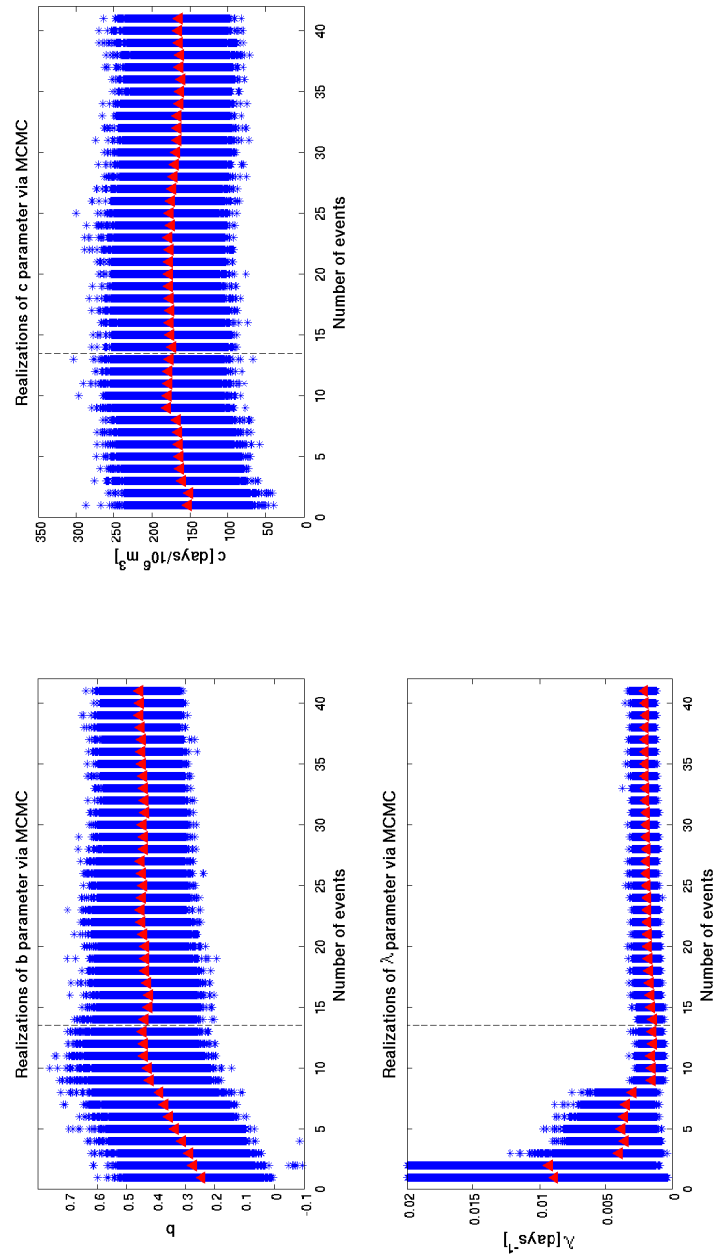 Realizations of c parameter via MCMC
350
300
250
200
150
100
50
0
c [days/10⁶ m³]
0 5 10 15 20 25 30 35 40
Number of events
Realizations of b parameter via MCMC
0.7
0.6
0.5
0.4
0.3
0.2
0.1
0
-0.1
b
0 5 10 15 20 25 30 35 40
Number of events
Realizations of λ parameter via MCMC
0.02
0.015
0.01
0.005
0
λ [days⁻¹]
0 5 10 15 20 25 30 35 40
Number of events